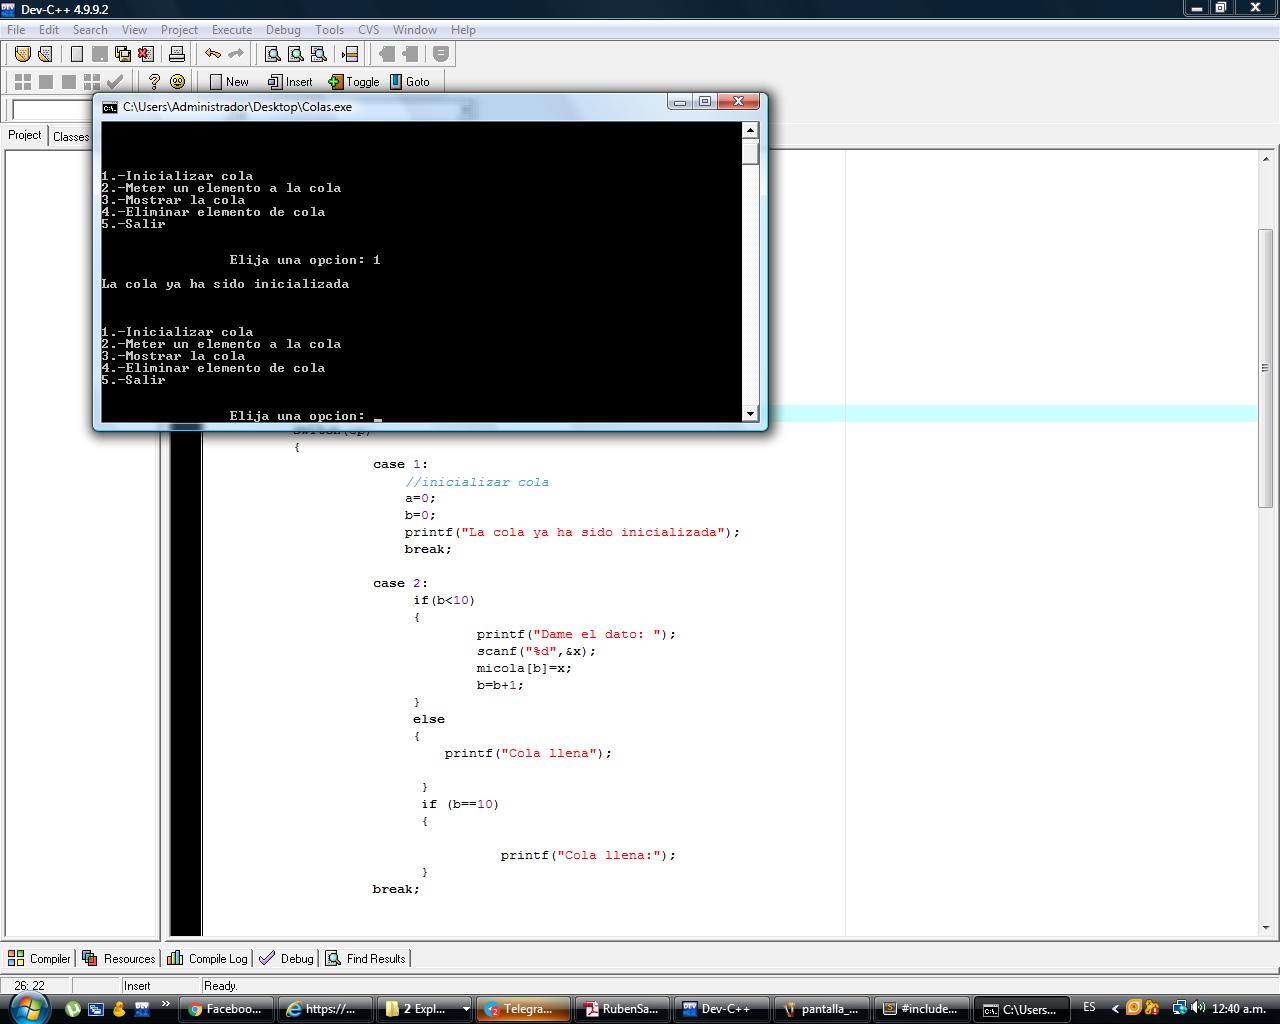 Dev-C++ 4.9.9.2
File Edit Search View Project Execute Debug Tools CVS Window Help
New Insert Toggle Goto
C:\Users\Administrador\Desktop\Colas.exe
Project Classes
1.-Inicializar cola
2.-Meter un elemento a la cola
3.-Mostrar la cola
4.-Eliminar elemento de cola
5.-Salir
Elija una opcion: 1
La cola ya ha sido inicializada
1.-Inicializar cola
2.-Meter un elemento a la cola
3.-Mostrar la cola
4.-Eliminar elemento de cola
5.-Salir
Elija una opcion: _
{
case 1:
//inicializar cola
a=0;
b=0;
printf("La cola ya ha sido inicializada");
break;
case 2:
if(b<10)
{
printf("Dame el dato: ");
scanf("%d",&x);
micola[b]=x;
b=b+1;
}
else
{
printf("Cola llena");
}
if (b==10)
{
printf("Cola llena:");
}
break;
Compiler Resources Compile Log Debug Find Results
26: 22 Insert Ready.
Faceboo... https://... 2 Expl... Telegra... RubenSa... Dev-C++ pantalla_... #include... C:\Users... ES 12:40 a.m.